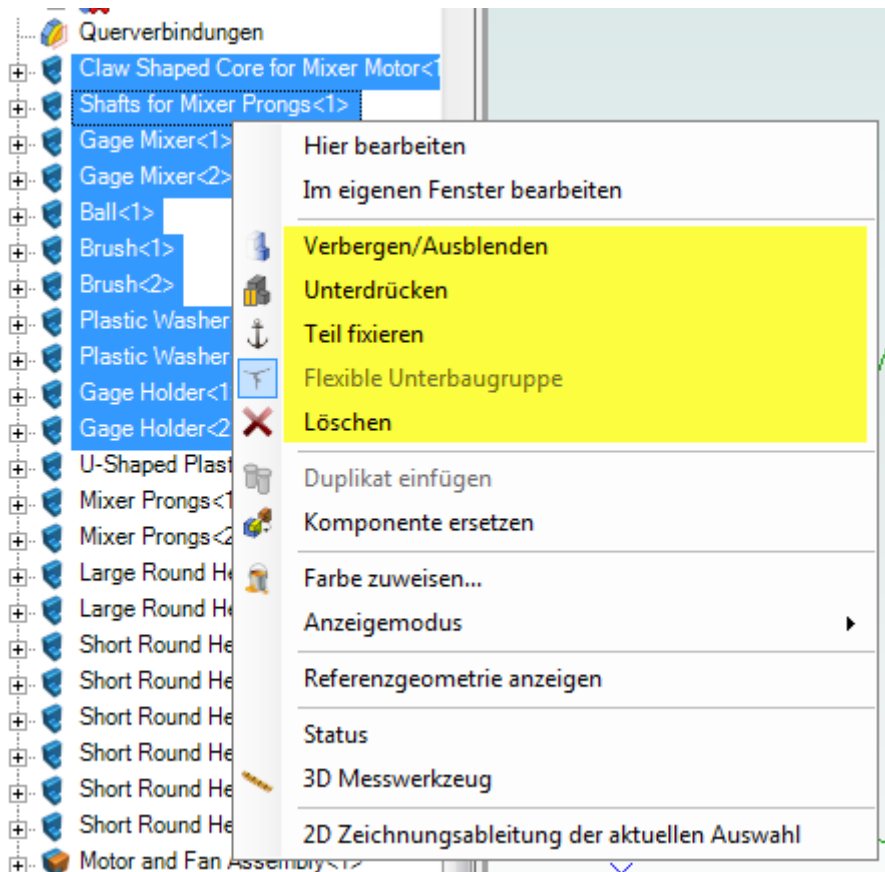 Querverbindungen
Claw Shaped Core for Mixer Motor<1
Shafts for Mixer Prongs<1>
Gage Mixer<1>
Gage Mixer<2>
Ball<1>
Brush<1>
Brush<2>
Plastic Washer
Plastic Washer
Gage Holder<1
Gage Holder<2
U-Shaped Plast
Mixer Prongs<1
Mixer Prongs<2
Large Round He
Large Round He
Short Round He
Short Round He
Short Round He
Short Round He
Short Round He
Short Round He
Motor and Fan Assembly<1>
Hier bearbeiten
Im eigenen Fenster bearbeiten
Verbergen/Ausblenden
Unterdrücken
Teil fixieren
Flexible Unterbaugruppe
Löschen
Duplikat einfügen
Komponente ersetzen
Farbe zuweisen...
Anzeigemodus
Referenzgeometrie anzeigen
Status
3D Messwerkzeug
2D Zeichnungsableitung der aktuellen Auswahl